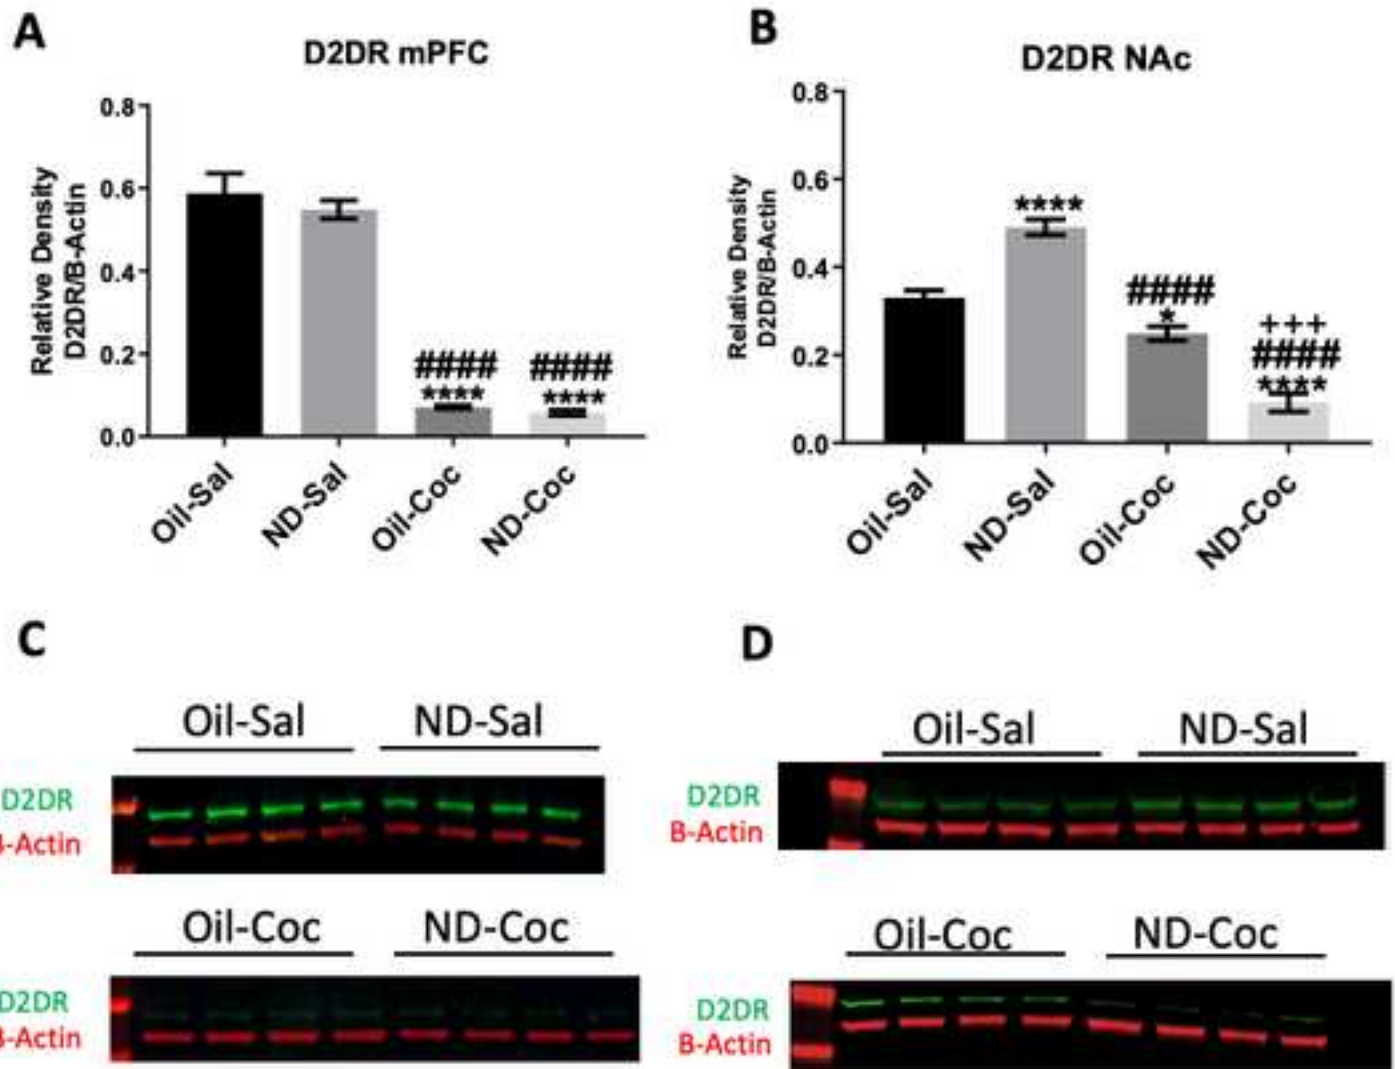 A
D2DR mPFC
Relative Density
D2DR/B-Actin
0.8
0.6
0.4
0.2
0.0
####
****
####
****
Oil-Sal
ND-Sal
Oil-Coc
ND-Coc
B
D2DR NAc
Relative Density
D2DR/B-Actin
0.8
0.6
0.4
0.2
0.0
****
####
*
+++
####
****
Oil-Sal
ND-Sal
Oil-Coc
ND-Coc
C
Oil-Sal ND-Sal
D2DR
-Actin
Oil-Coc ND-Coc
D2DR
-Actin
D
Oil-Sal ND-Sal
D2DR
B-Actin
Oil-Coc ND-Coc
D2DR
B-Actin